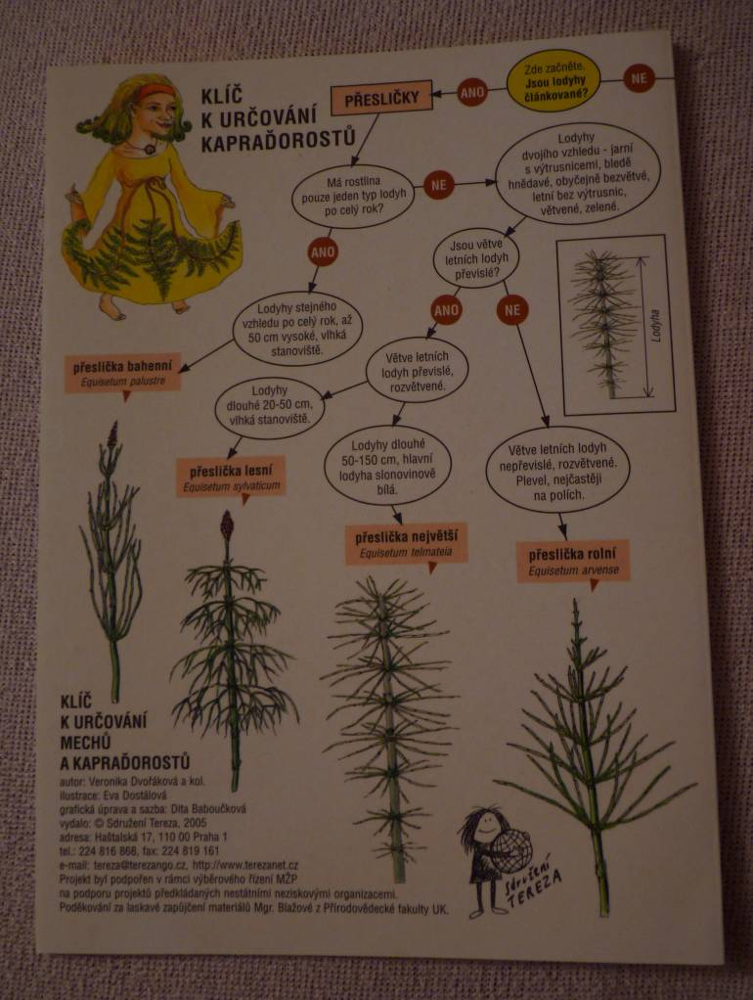 KLÍČ
K URČOVÁNÍ
KAPRAĎOROSTŮ
Zde začněte.
Jsou lodyhy
článkované?
NE
ANO
PŘESLIČKY
Má rostlina
pouze jeden typ lodyh
po celý rok?
NE
Lodyhy
dvojího vzhledu - jarní
s výtrusnicemi, bledě
hnědavé, obyčejně bezvětvé,
letní bez výtrusnic,
větvené, zelené.
ANO
Jsou větve
letních lodyh
převislé?
ANO
NE
Lodyha
Lodyhy stejného
vzhledu po celý rok, až
50 cm vysoké, vlhká
stanoviště.
přeslička bahenní
Equisetum palustre
Větve letních
lodyh převislé,
rozvětvené.
Lodyhy
dlouhé 20-50 cm,
vlhká stanoviště.
přeslička lesní
Equisetum sylvaticum
Lodyhy dlouhé
50-150 cm, hlavní
lodyha slonovinově
bílá.
přeslička největší
Equisetum telmateia
Větve letních lodyh
nepřevislé, rozvětvené.
Plevel, nejčastěji
na polích.
přeslička rolní
Equisetum arvense
KLÍČ
K URČOVÁNÍ
MECHŮ
A KAPRAĎOROSTŮ
autor: Veronika Dvořáková a kol.
ilustrace: Eva Dostálová
grafická úprava a sazba: Dita Baboučková
vydalo: © Sdružení Tereza, 2005
adresa: Haštalská 17, 110 00 Praha 1
tel.: 224 816 868, fax: 224 819 161
e-mail: tereza@terezango.cz, http://www.terezanet.cz
Projekt byl podpořen v rámci výběrového řízení MŽP
na podporu projektů předkládaných nestátními neziskovými organizacemi.
Poděkování za laskavé zapůjčení materiálů Mgr. Blažové z Přírodovědecké fakulty UK.
Sdružení
TEREZA